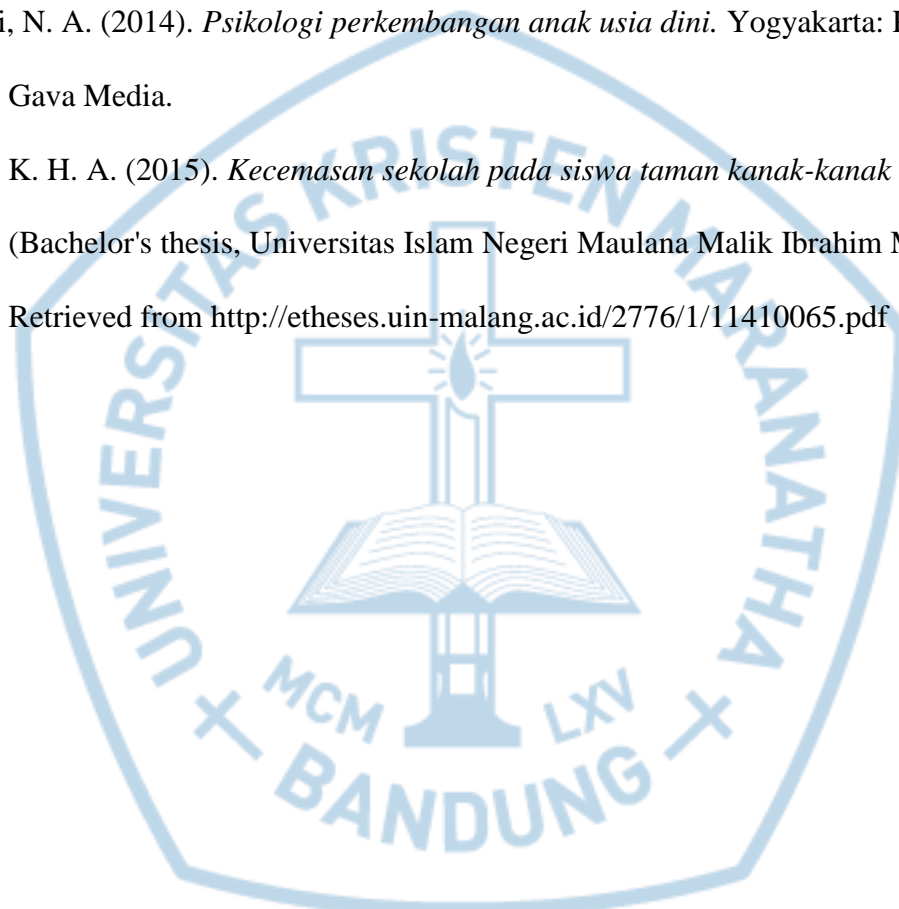 i, N. A. (2014). Psikologi perkembangan anak usia dini. Yogyakarta:
Gava Media.
K. H. A. (2015). Kecemasan sekolah pada siswa taman kanak-kanak
(Bachelor's thesis, Universitas Islam Negeri Maulana Malik Ibrahim
Retrieved from http://etheses.uin-malang.ac.id/2776/1/11410065.pdf
UNIVERSITAS KRISTEN MARANATHA
MCM LXV
BANDUNG